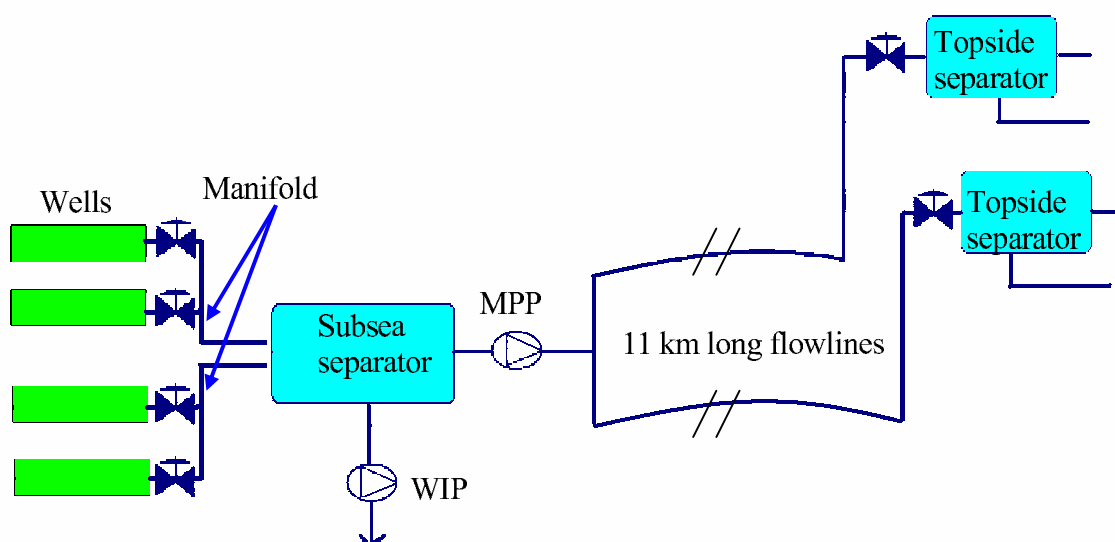 Topside
separator
Manifold
Wells
Topside
separator
MPP
Subsea
separator
11 km long flowlines
WIP